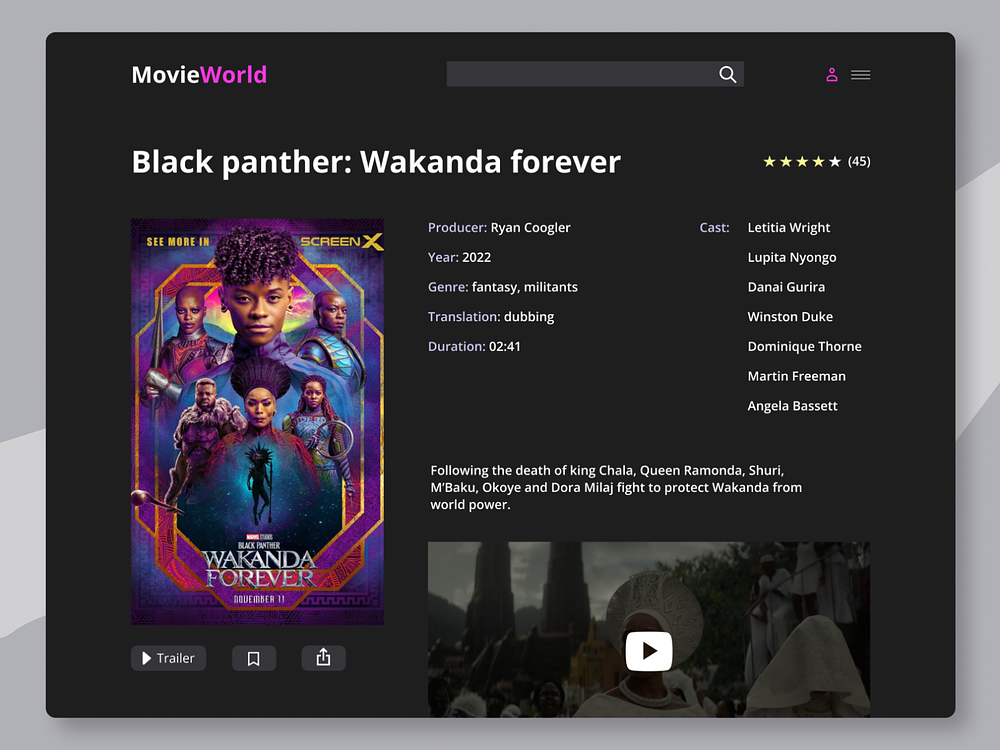 MovieWorld
Black panther: Wakanda forever
(45)
SEE MORE IN SCREENX
MARVEL STUDIOS
BLACK PANTHER
WAKANDA
FOREVER
NOVEMBER 11
Trailer
Producer: Ryan Coogler
Year: 2022
Genre: fantasy, militants
Translation: dubbing
Duration: 02:41
Cast: Letitia Wright
Lupita Nyongo
Danai Gurira
Winston Duke
Dominique Thorne
Martin Freeman
Angela Bassett
Following the death of king Chala, Queen Ramonda, Shuri,
M’Baku, Okoye and Dora Milaj fight to protect Wakanda from
world power.